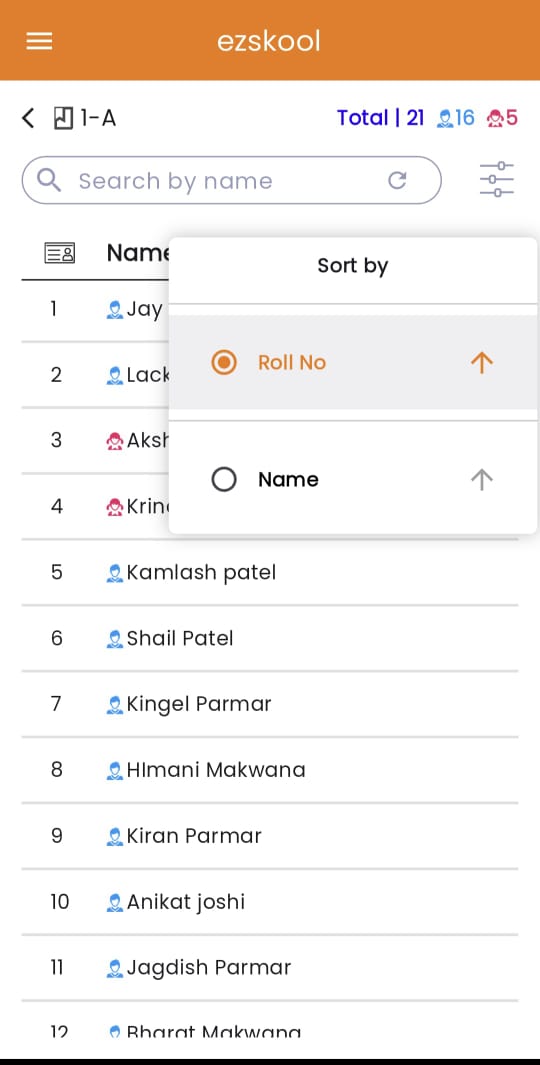 ezskool
1-A Total | 21 16 5
Search by name
Name
Sort by
1 Jay
Roll No
2 Lack
3 Aksh
Name
4 Krin
5 Kamlash patel
6 Shail Patel
7 Kingel Parmar
8 HImani Makwana
9 Kiran Parmar
10 Anikat joshi
11 Jagdish Parmar
12 Bharat Makwana